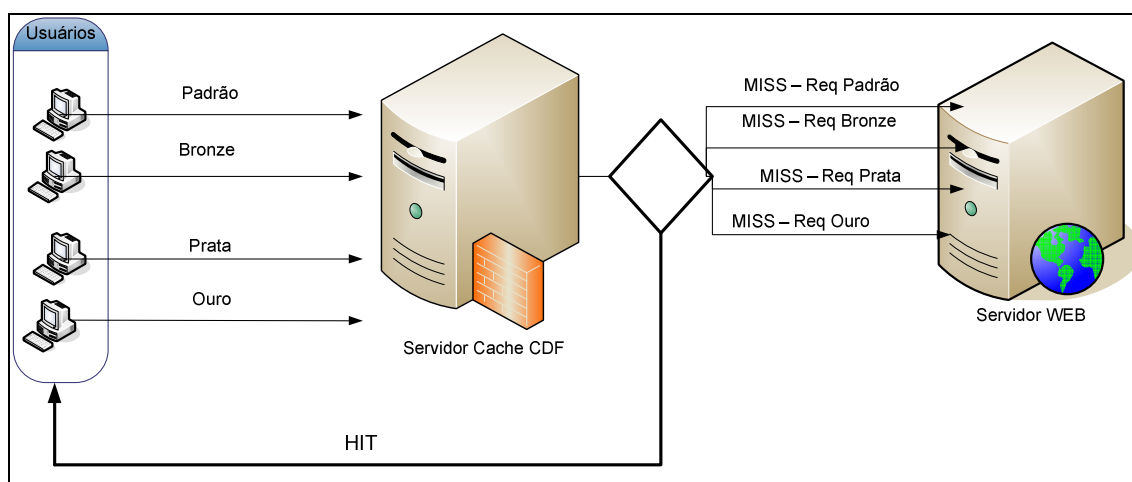 Usuários
Padrão
Bronze
Prata
Ouro
Servidor Cache CDF
MISS – Req Padrão
MISS – Req Bronze
MISS – Req Prata
MISS – Req Ouro
Servidor WEB
HIT